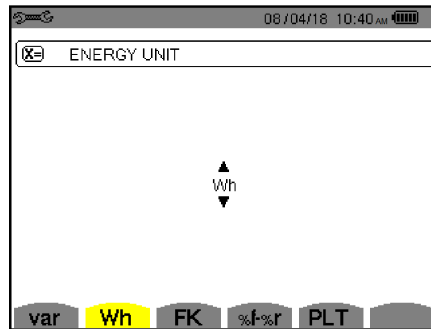 08/04/18 10:40 AM
X= ENERGY UNIT
Wh
var Wh FK %f-%r PLT